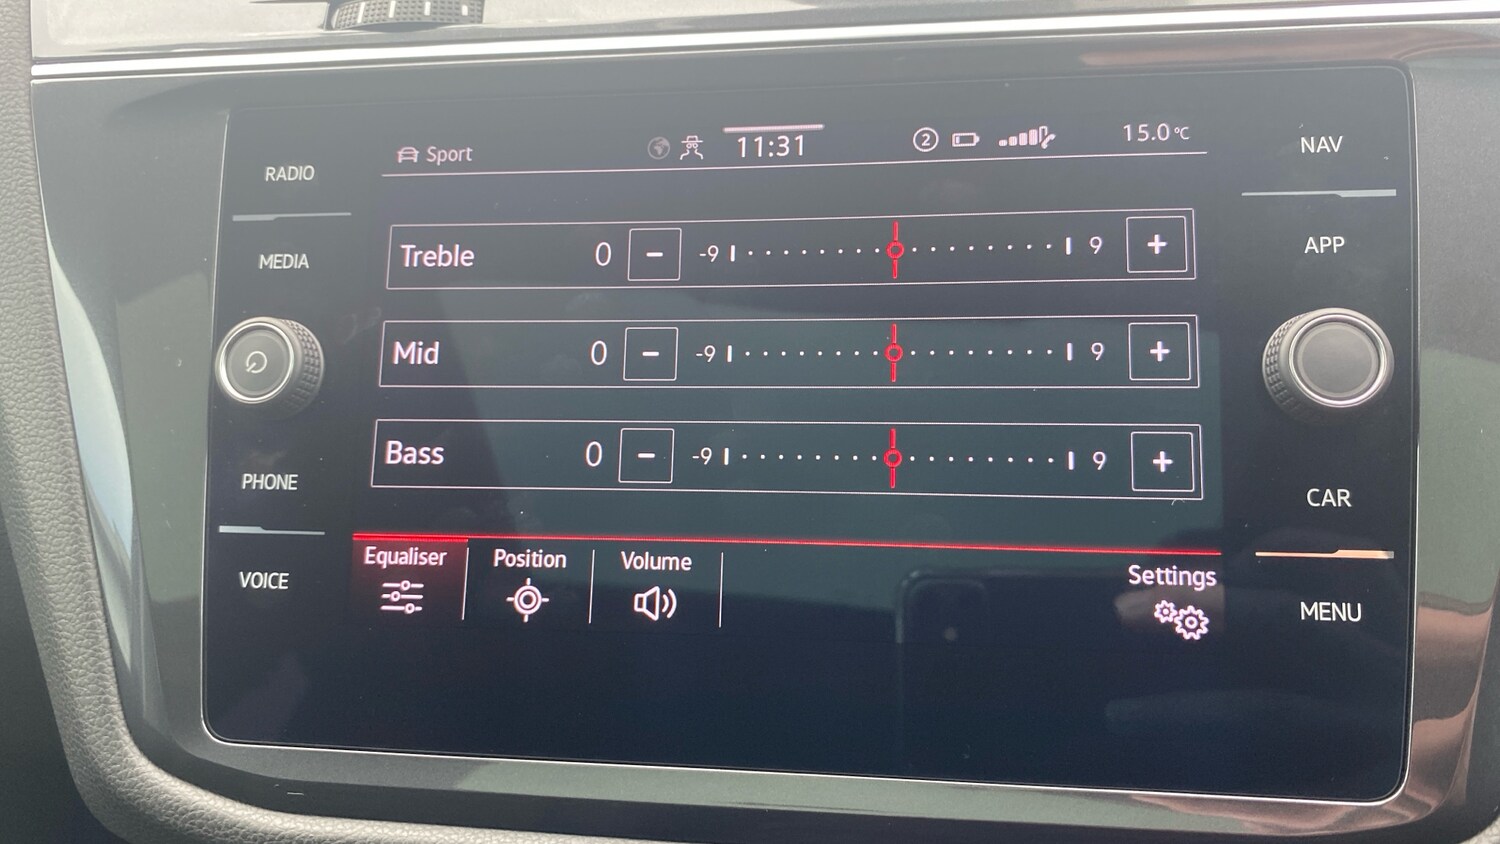 RADIO
MEDIA
PHONE
VOICE
Sport
11:31
2
15.0°C
Treble 0 - -9 9 +
Mid 0 - -9 9 +
Bass 0 - -9 9 +
Equaliser
Position
Volume
Settings
NAV
APP
CAR
MENU